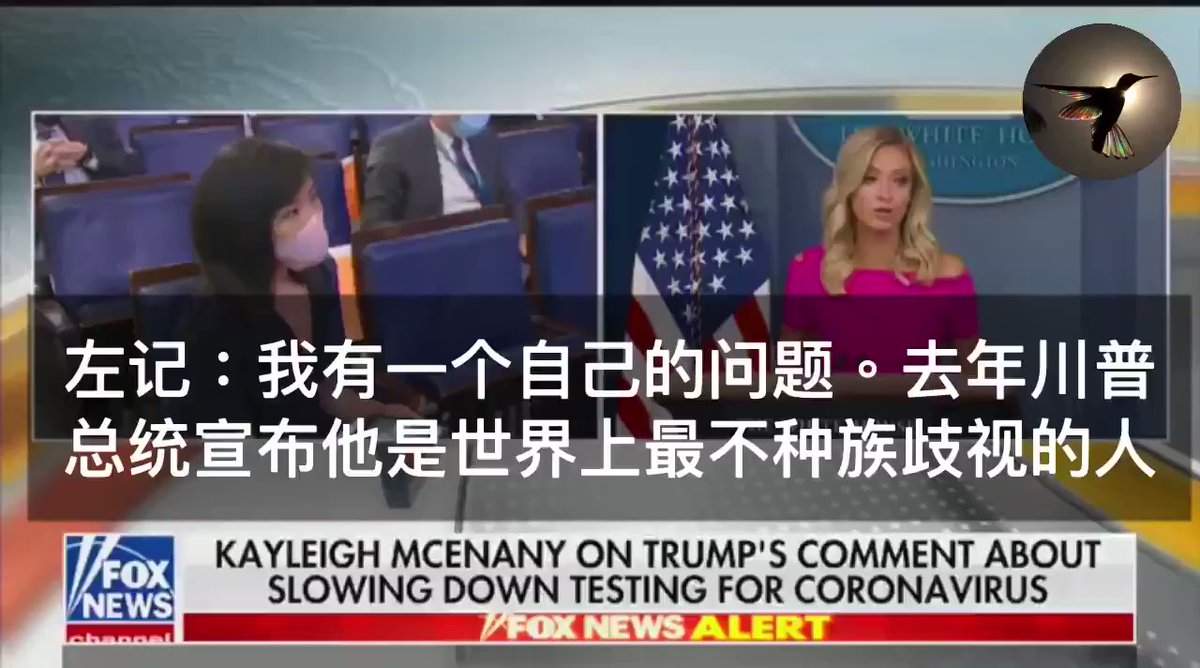 WASHINGTON
左记：我有一个自己的问题。去年川普
总统宣布他是世界上最不种族歧视的人
FOX
NEWS
channel
KAYLEIGH MCENANY ON TRUMP'S COMMENT ABOUT
SLOWING DOWN TESTING FOR CORONAVIRUS
FOX NEWS ALERT